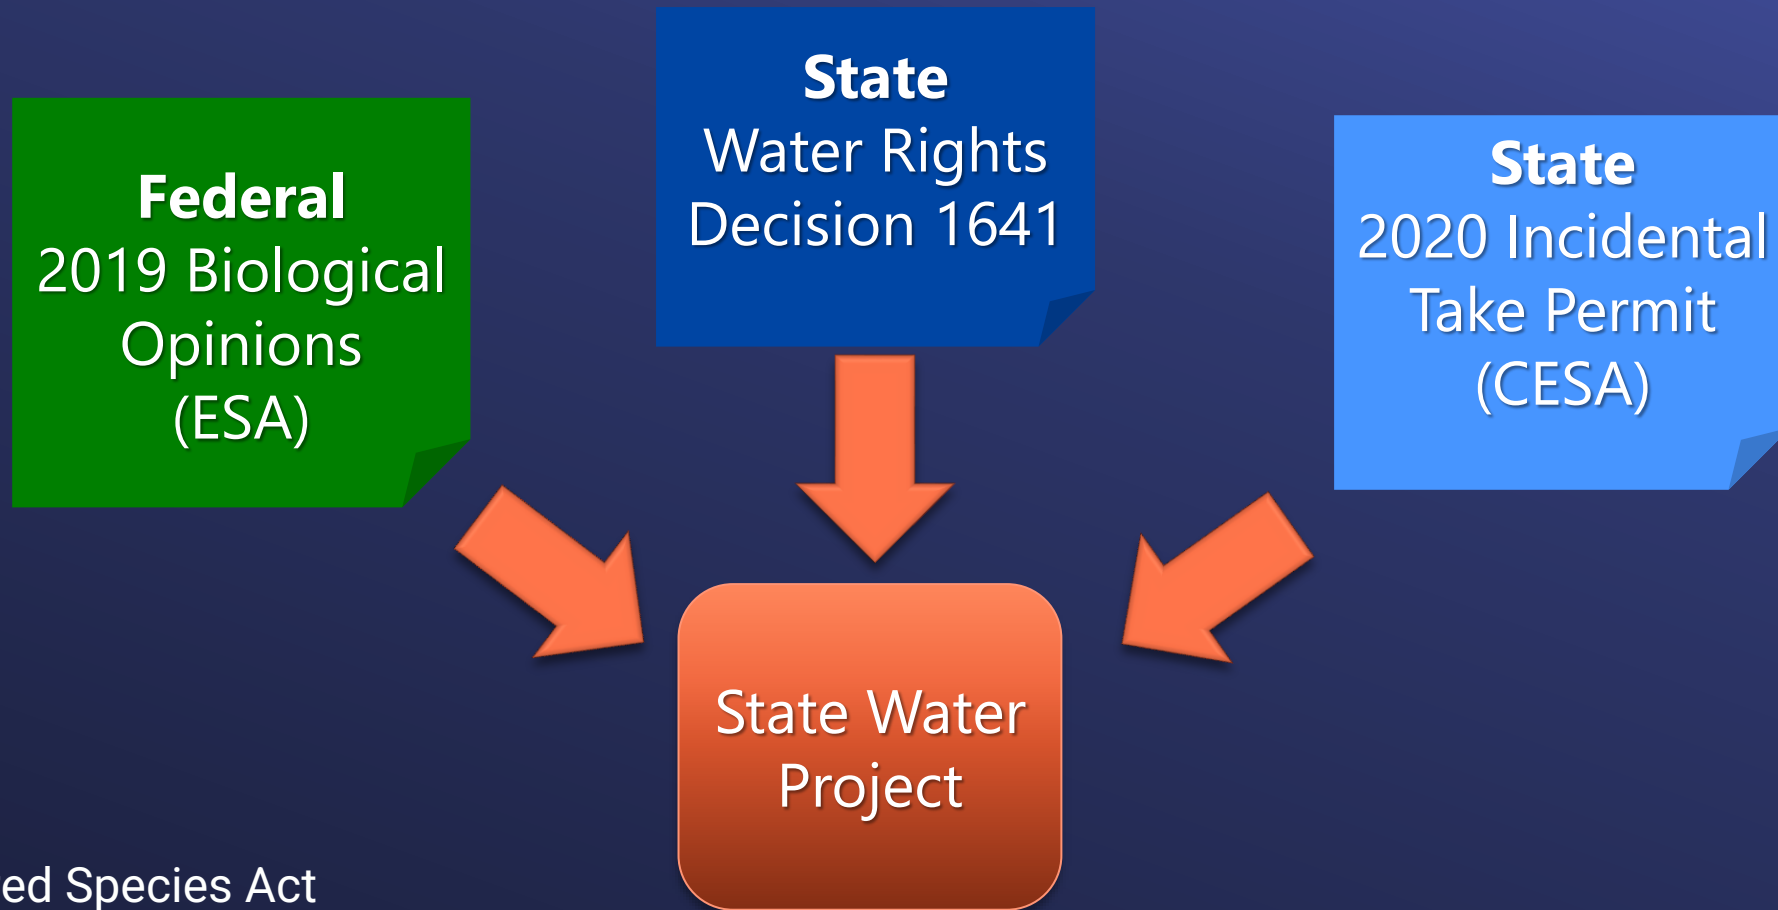 Federal
2019 Biological
Opinions
(ESA)
State
Water Rights
Decision 1641
State
2020 Incidental
Take Permit
(CESA)
State Water
Project
Species Act